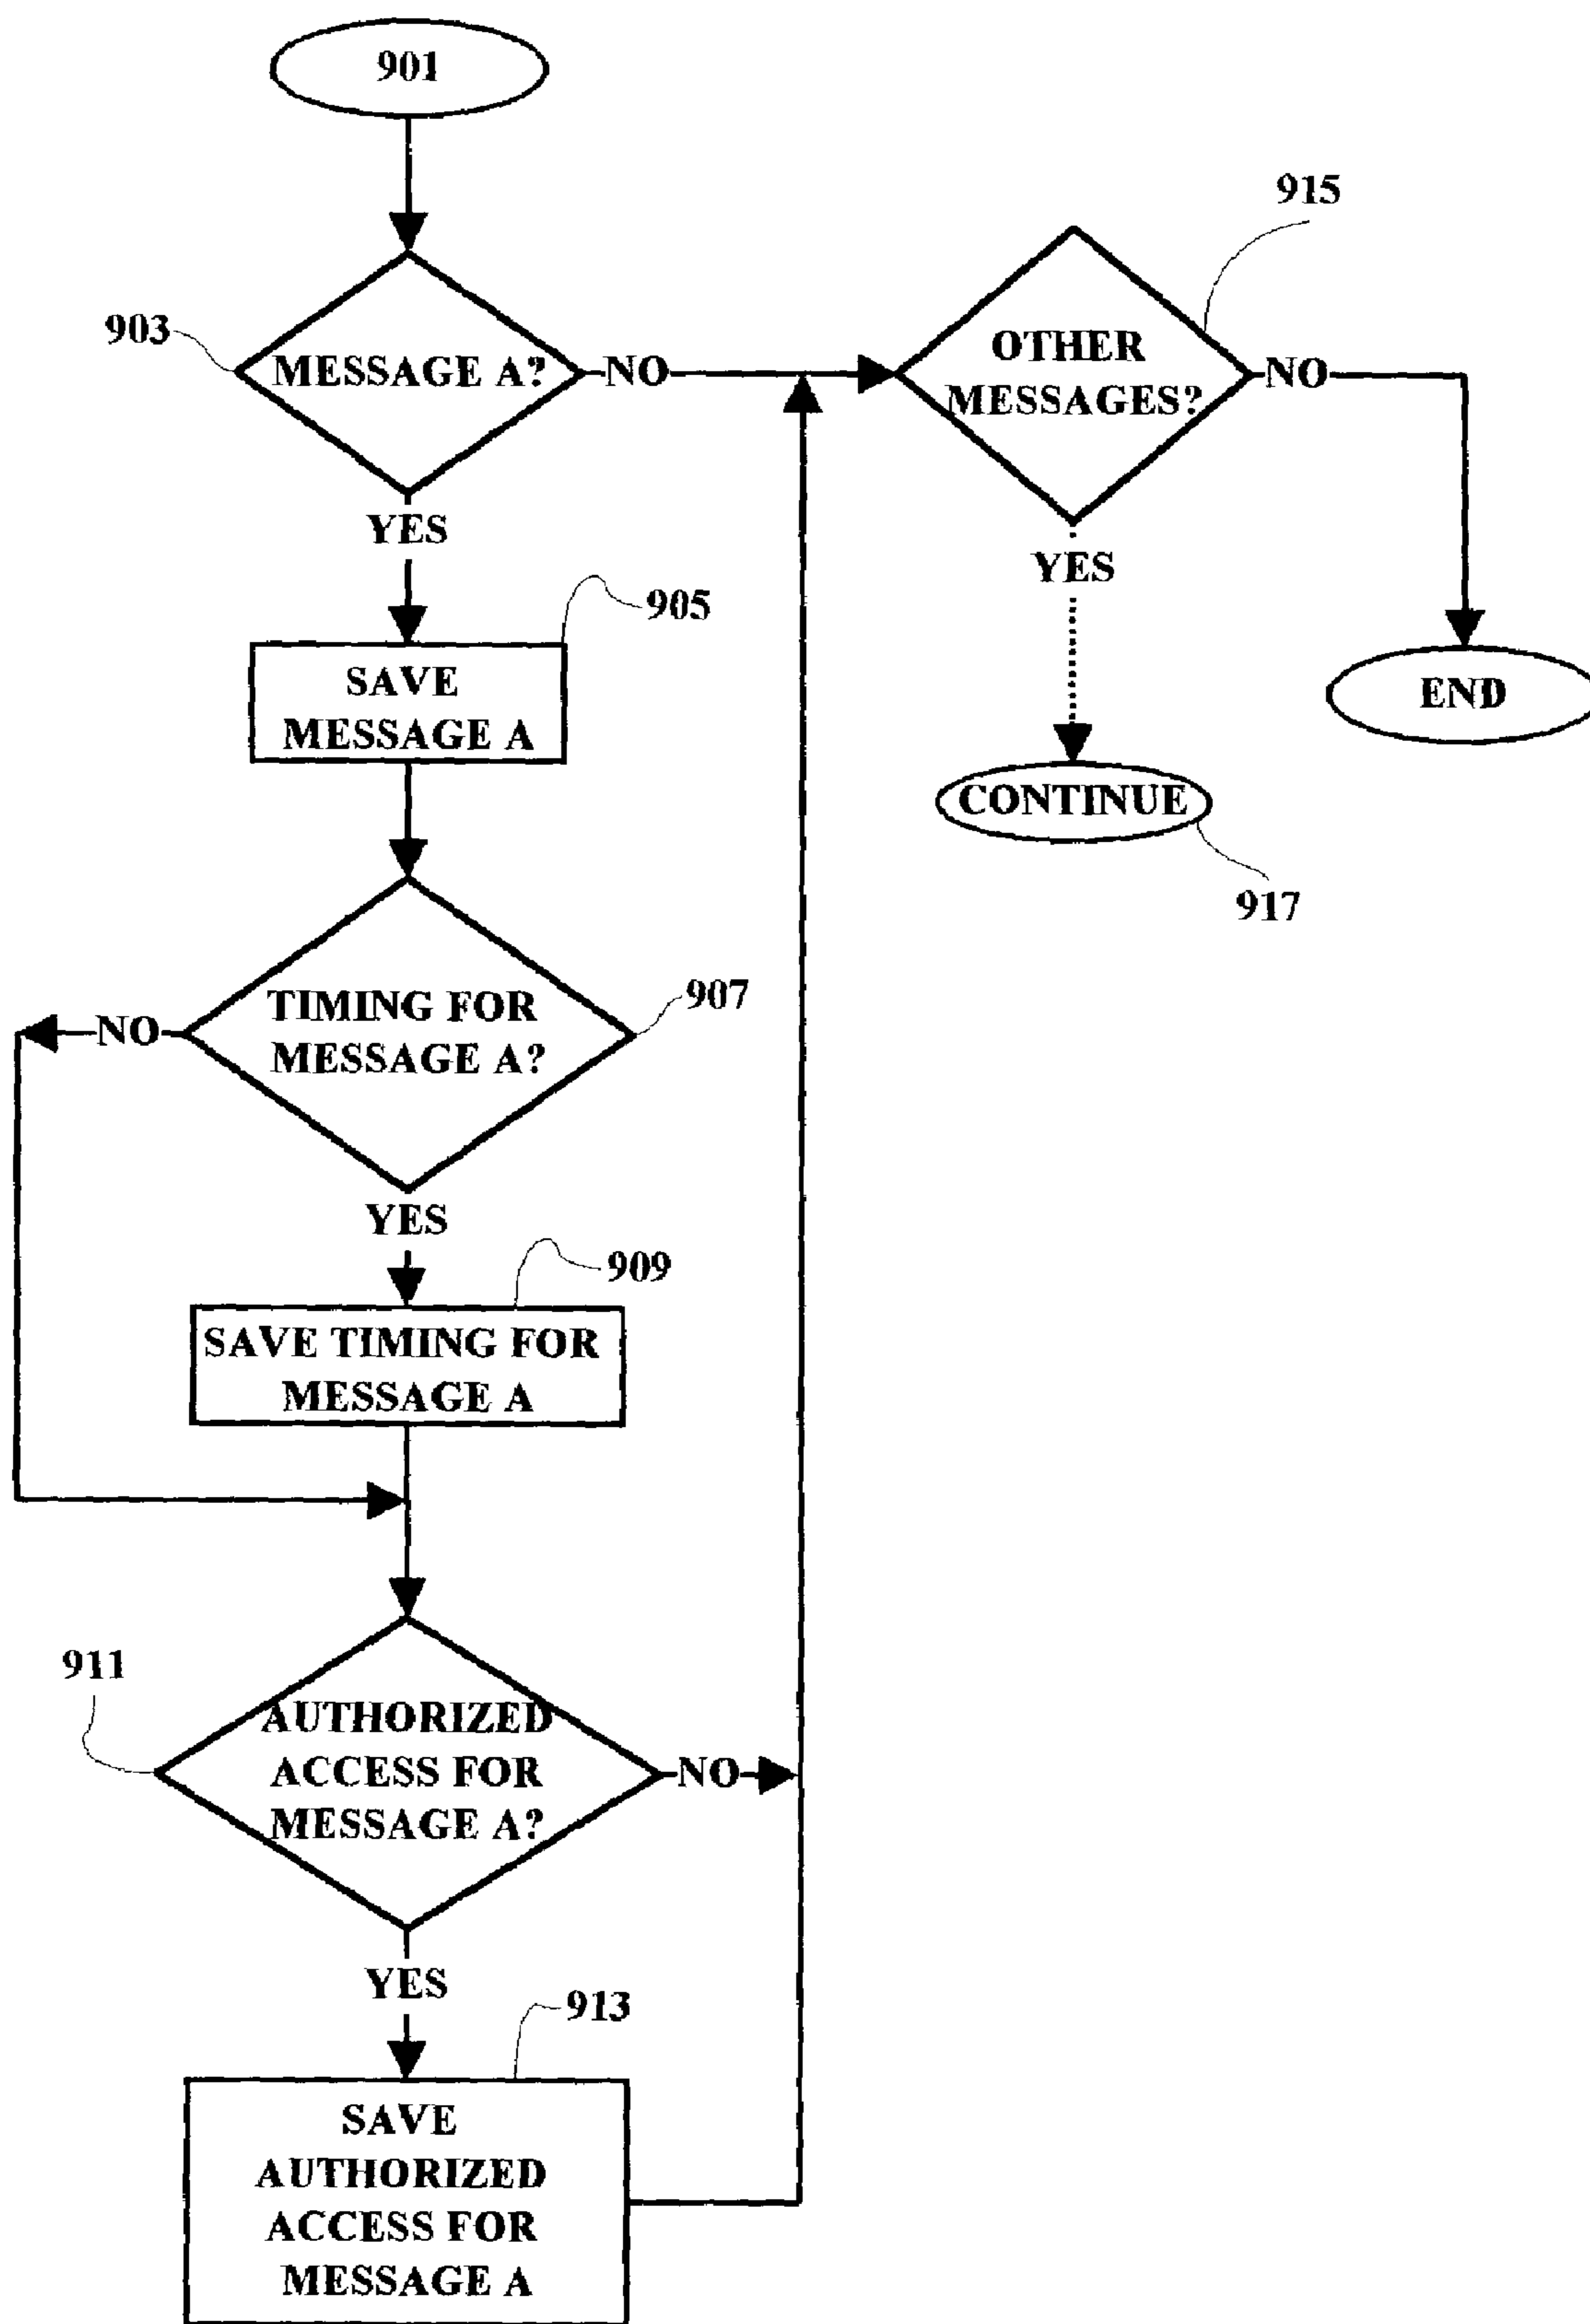 901
903
MESSAGE A?
NO
915
OTHER
MESSAGES?
NO
YES
YES
905
SAVE
MESSAGE A
END
CONTINUE
917
TIMING FOR
MESSAGE A?
907
NO
YES
909
SAVE TIMING FOR
MESSAGE A
911
AUTHORIZED
ACCESS FOR
MESSAGE A?
NO
YES
913
SAVE
AUTHORIZED
ACCESS FOR
MESSAGE A